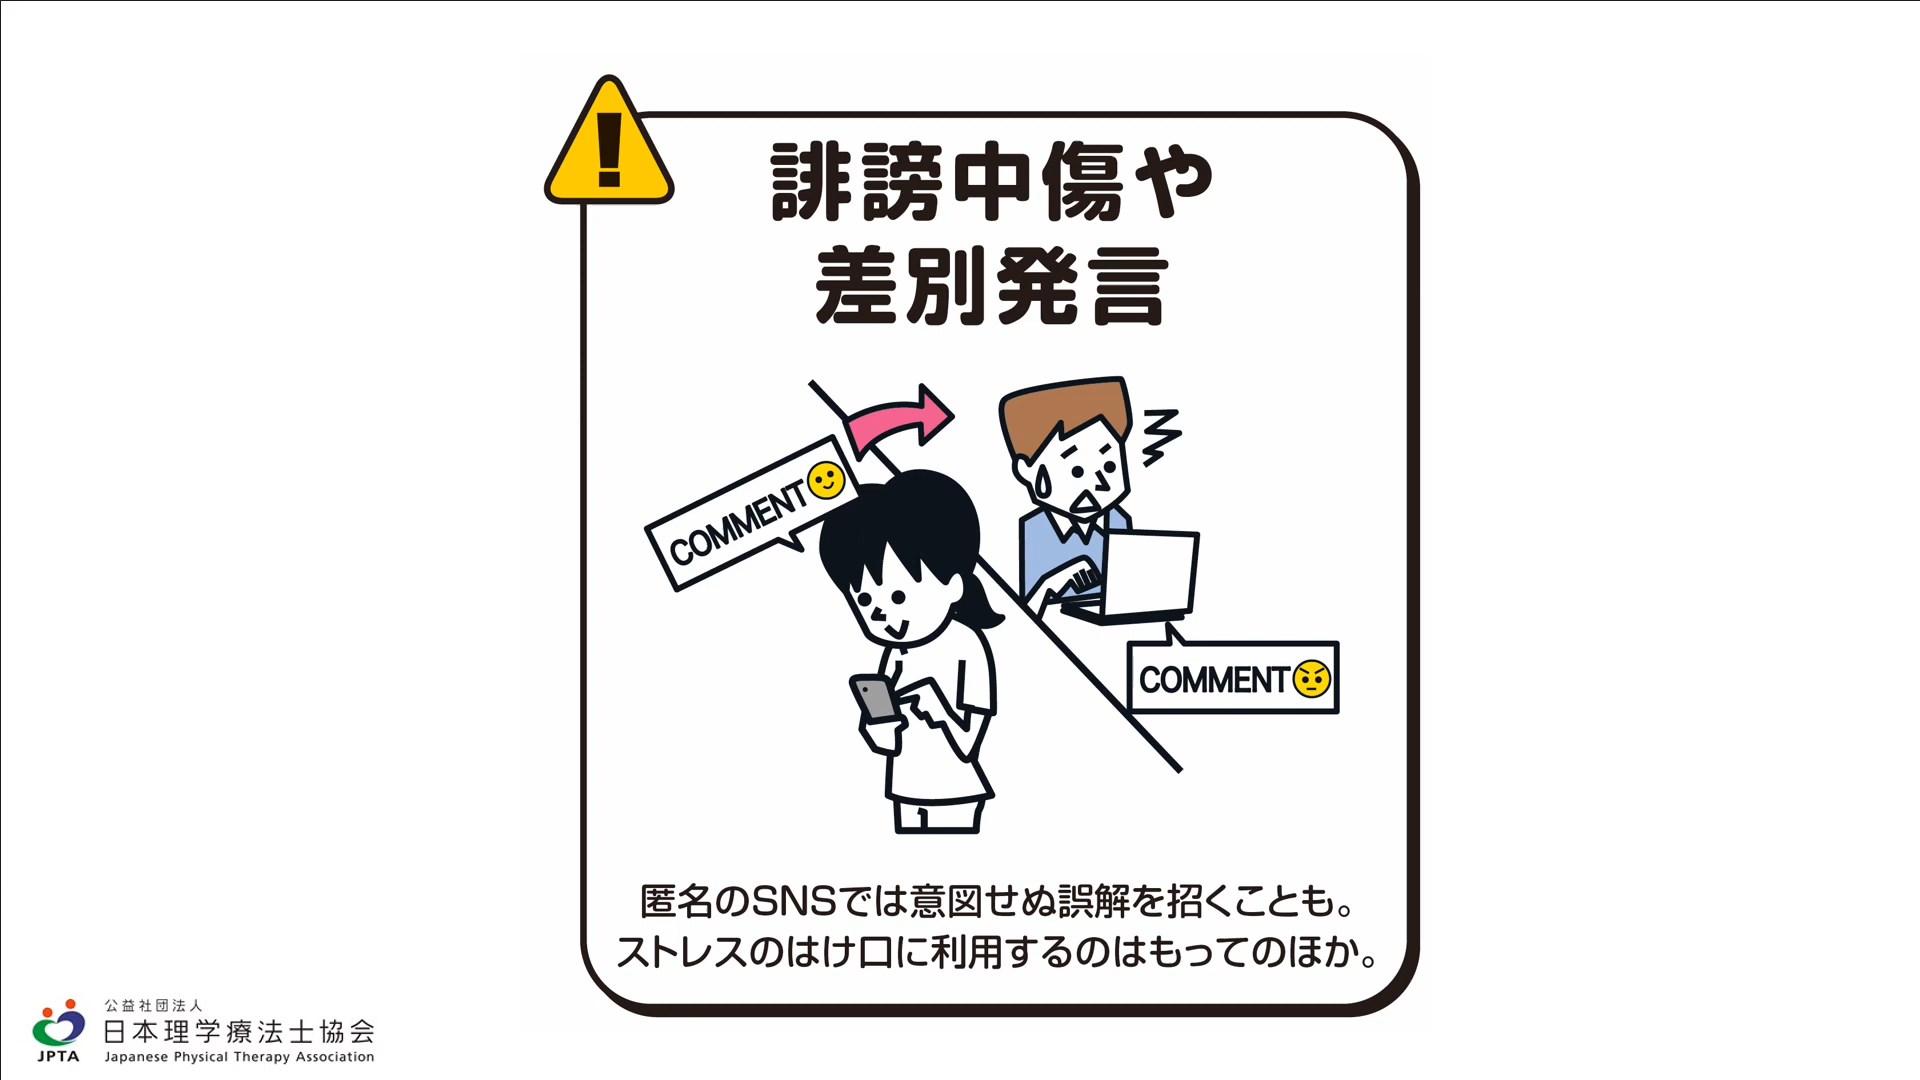 誹謗中傷や
差別発言
COMMENT
COMMENT
匿名のSNSでは意図せぬ誤解を招くことも。
ストレスのはけ口に利用するのはもってのほか。
公益社団法人
日本理学療法士協会
JPTA Japanese Physical Therapy Association